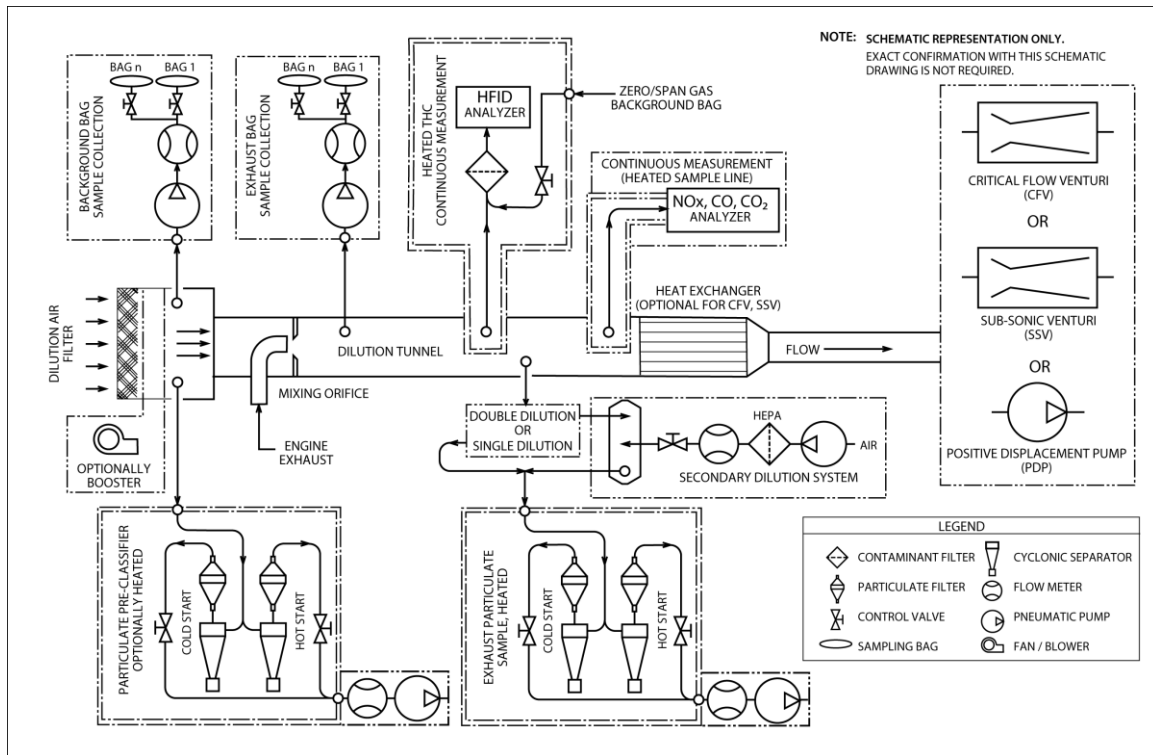 NOTE: SCHEMATIC REPRESENTATION ONLY.
EXACT CONFIRMATION WITH THIS SCHEMATIC
DRAWING IS NOT REQUIRED.
BACKGROUND BAG
SAMPLE COLLECTION
BAG n
BAG 1
EXHAUST BAG
SAMPLE COLLECTION
BAG n
BAG 1
HEATED THC
CONTINUOUS MEASUREMENT
HFID
ANALYZER
ZERO/SPAN GAS
BACKGROUND BAG
CONTINUOUS MEASUREMENT
(HEATED SAMPLE LINE)
NOx, CO, CO₂
ANALYZER
CRITICAL FLOW VENTURI
(CFV)
OR
SUB-SONIC VENTURI
(SSV)
OR
POSITIVE DISPLACEMENT PUMP
(PDP)
DILUTION AIR
FILTER
DILUTION TUNNEL
MIXING ORIFICE
ENGINE
EXHAUST
HEAT EXCHANGER
(OPTIONAL FOR CFV, SSV)
FLOW
OPTIONALLY
BOOSTER
DOUBLE DILUTION
OR
SINGLE DILUTION
HEPA
AIR
SECONDARY DILUTION SYSTEM
PARTICULATE PRE-CLASSIFIER
OPTIONALLY HEATED
COLD START
HOT START
EXHAUST PARTICULATE
SAMPLE, HEATED
COLD START
HOT START
LEGEND
CONTAMINANT FILTER
CYCLONIC SEPARATOR
PARTICULATE FILTER
FLOW METER
CONTROL VALVE
PNEUMATIC PUMP
SAMPLING BAG
FAN / BLOWER